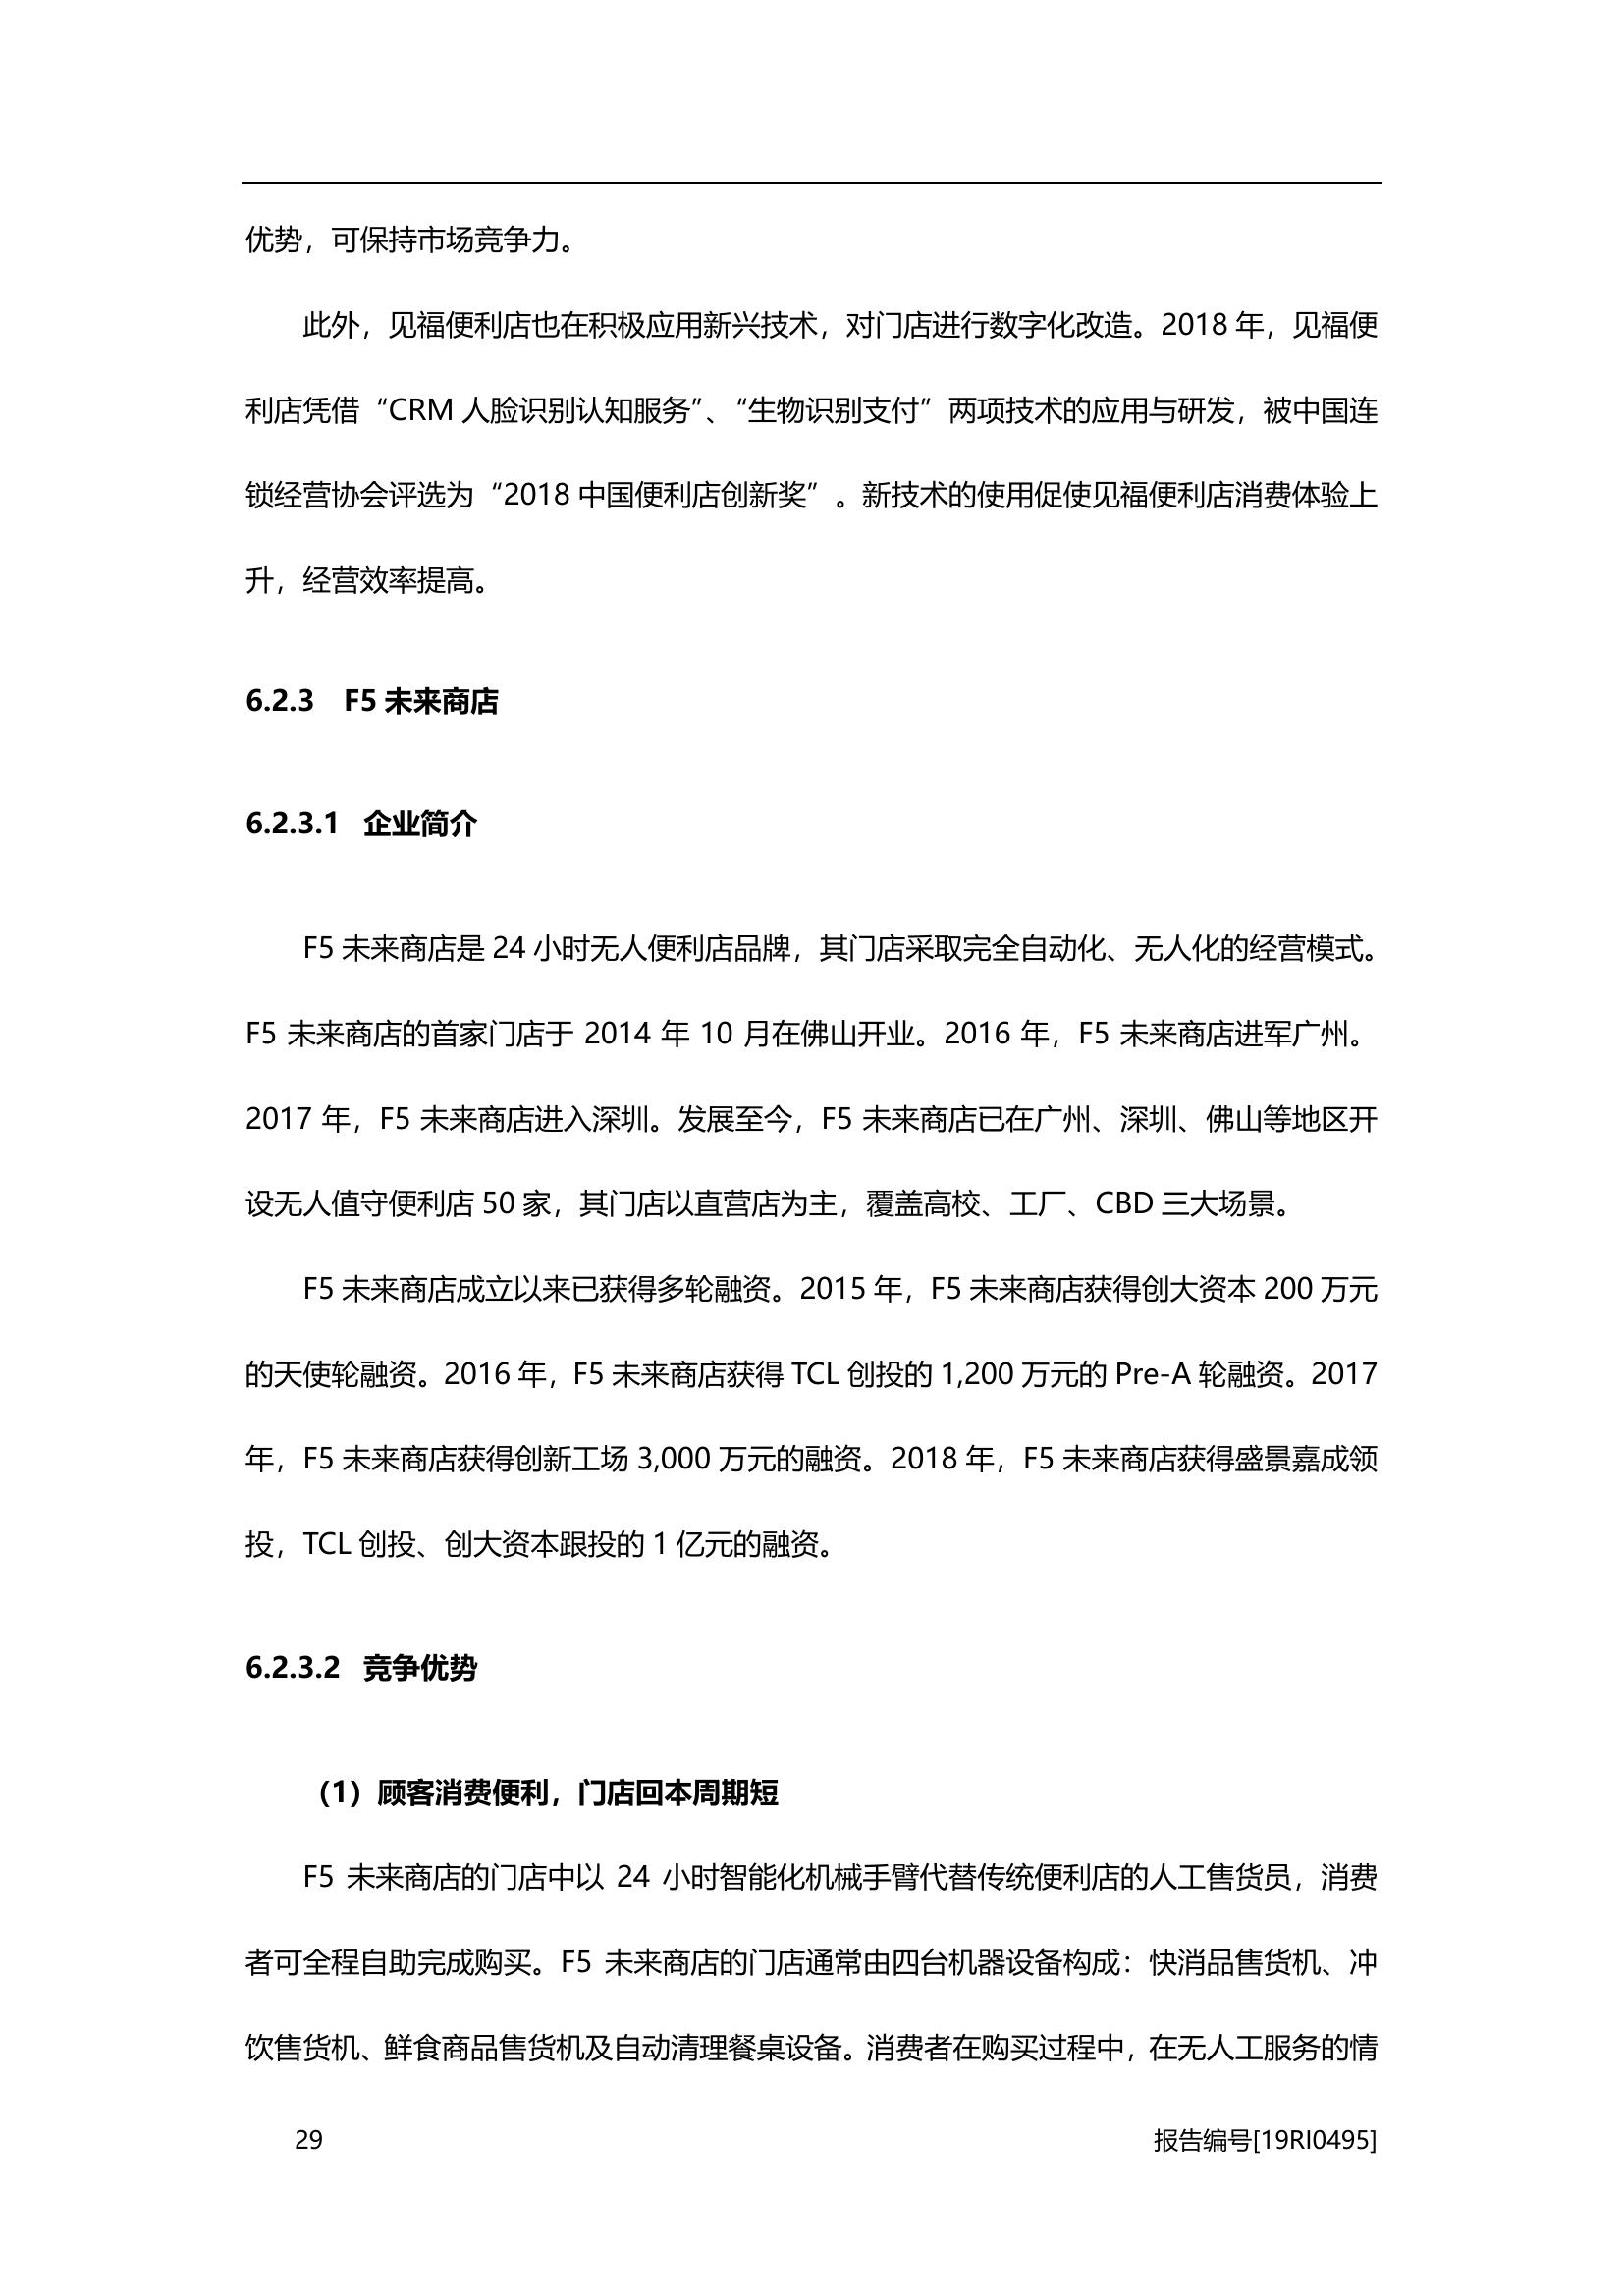 优势，可保持市场竞争力。
此外，见福便利店也在积极应用新兴技术，对门店进行数字化改造。2018 年，见福便
利店凭借“CRM 人脸识别认知服务”、“生物识别支付”两项技术的应用与研发，被中国连
锁经营协会评选为“2018 中国便利店创新奖”。新技术的使用促使见福便利店消费体验上
升，经营效率提高。
6.2.3 F5 未来商店
6.2.3.1 企业简介
F5 未来商店是 24 小时无人便利店品牌，其门店采取完全自动化、无人化的经营模式。
F5 未来商店的首家门店于 2014 年 10 月在佛山开业。2016 年，F5 未来商店进军广州。
2017 年，F5 未来商店进入深圳。发展至今，F5 未来商店已在广州、深圳、佛山等地区开
设无人值守便利店 50 家，其门店以直营店为主，覆盖高校、工厂、CBD 三大场景。
F5 未来商店成立以来已获得多轮融资。2015 年，F5 未来商店获得创大资本 200 万元
的天使轮融资。2016 年，F5 未来商店获得 TCL 创投的 1,200 万元的 Pre-A 轮融资。2017
年，F5 未来商店获得创新工场 3,000 万元的融资。2018 年，F5 未来商店获得盛景嘉成领
投，TCL 创投、创大资本跟投的 1 亿元的融资。
6.2.3.2 竞争优势
（1）顾客消费便利，门店回本周期短
F5 未来商店的门店中以 24 小时智能化机械手臂代替传统便利店的人工售货员，消费
者可全程自助完成购买。F5 未来商店的门店通常由四台机器设备构成：快消品售货机、冲
饮售货机、鲜食商品售货机及自动清理餐桌设备。消费者在购买过程中，在无人工服务的情
29 报告编号[19RI0495]